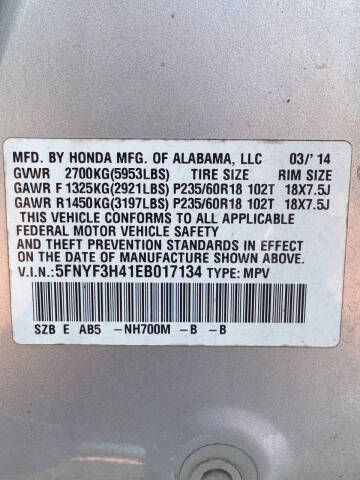 MFD. BY HONDA MFG. OF ALABAMA, LLC 03/'14
GVWR 2700KG(5953LBS) TIRE SIZE RIM SIZE
GAWR F 1325KG(2921LBS) P235/60R18 102T 18X7.5J
GAWR R1450KG(3197LBS) P235/60R18 102T 18X7.5J
THIS VEHICLE CONFORMS TO ALL APPLICABLE
FEDERAL MOTOR VEHICLE SAFETY
AND THEFT PREVENTION STANDARDS IN EFFECT
ON THE DATE OF MANUFACTURE SHOWN ABOVE.
V.I.N.:5FNYF3H41EB017134 TYPE: MPV
SZB E AB5 -NH700M -B -B